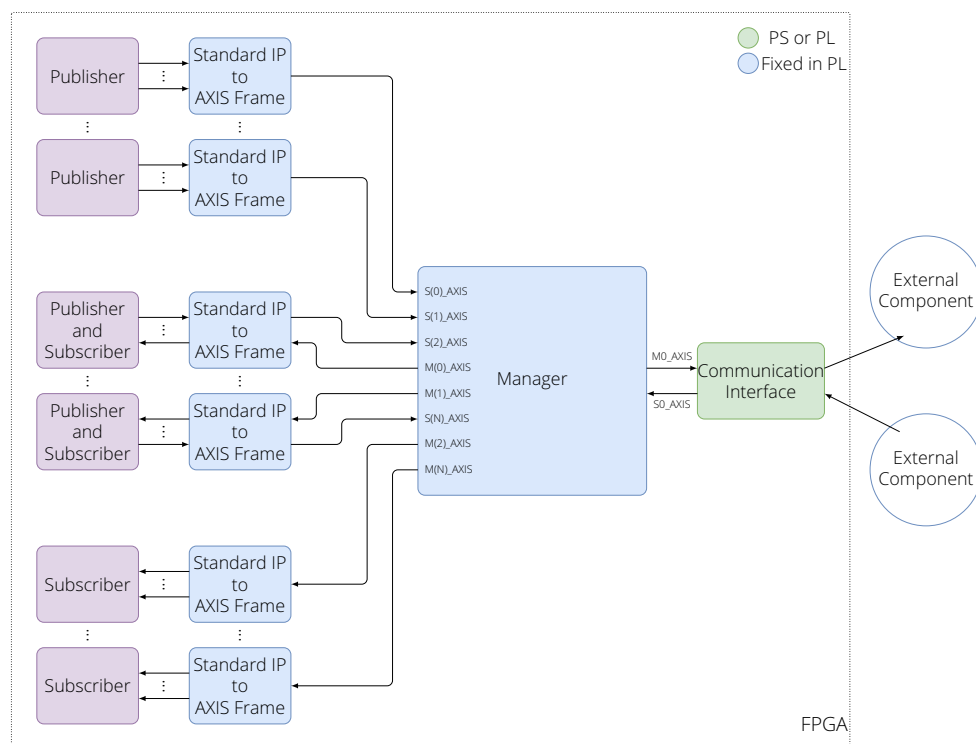 PS or PL
Fixed in PL
Publisher
Standard IP
to
AXIS Frame
Publisher
Standard IP
to
AXIS Frame
Publisher
and
Subscriber
Standard IP
to
AXIS Frame
Publisher
and
Subscriber
Standard IP
to
AXIS Frame
Subscriber
Standard IP
to
AXIS Frame
Subscriber
Standard IP
to
AXIS Frame
S(0)_AXIS
S(1)_AXIS
S(2)_AXIS
M(0)_AXIS
M(1)_AXIS
S(N)_AXIS
M(2)_AXIS
M(N)_AXIS
Manager
M0_AXIS
S0_AXIS
Communication
Interface
External
Component
External
Component
FPGA